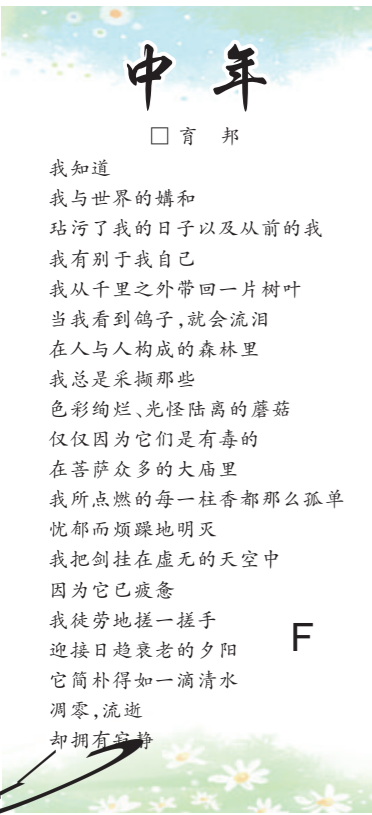 中年
□育 邦
我知道
我与世界的媾和
玷污了我的日子以及从前的我
我有别于我自己
我从千里之外带回一片树叶
当我看到鸽子,就会流泪
在人与人构成的森林里
我总是采撷那些
色彩绚烂、光怪陆离的蘑菇
仅仅因为它们是有毒的
在菩萨众多的大庙里
我所点燃的每一柱香都那么孤单
忧郁而烦躁地明灭
我把剑挂在虚无的天空中
因为它已疲惫
我徒劳地搓一搓手
F
迎接日趋衰老的夕阳
它简朴得如一滴清水
凋零,流逝
却拥有寂静